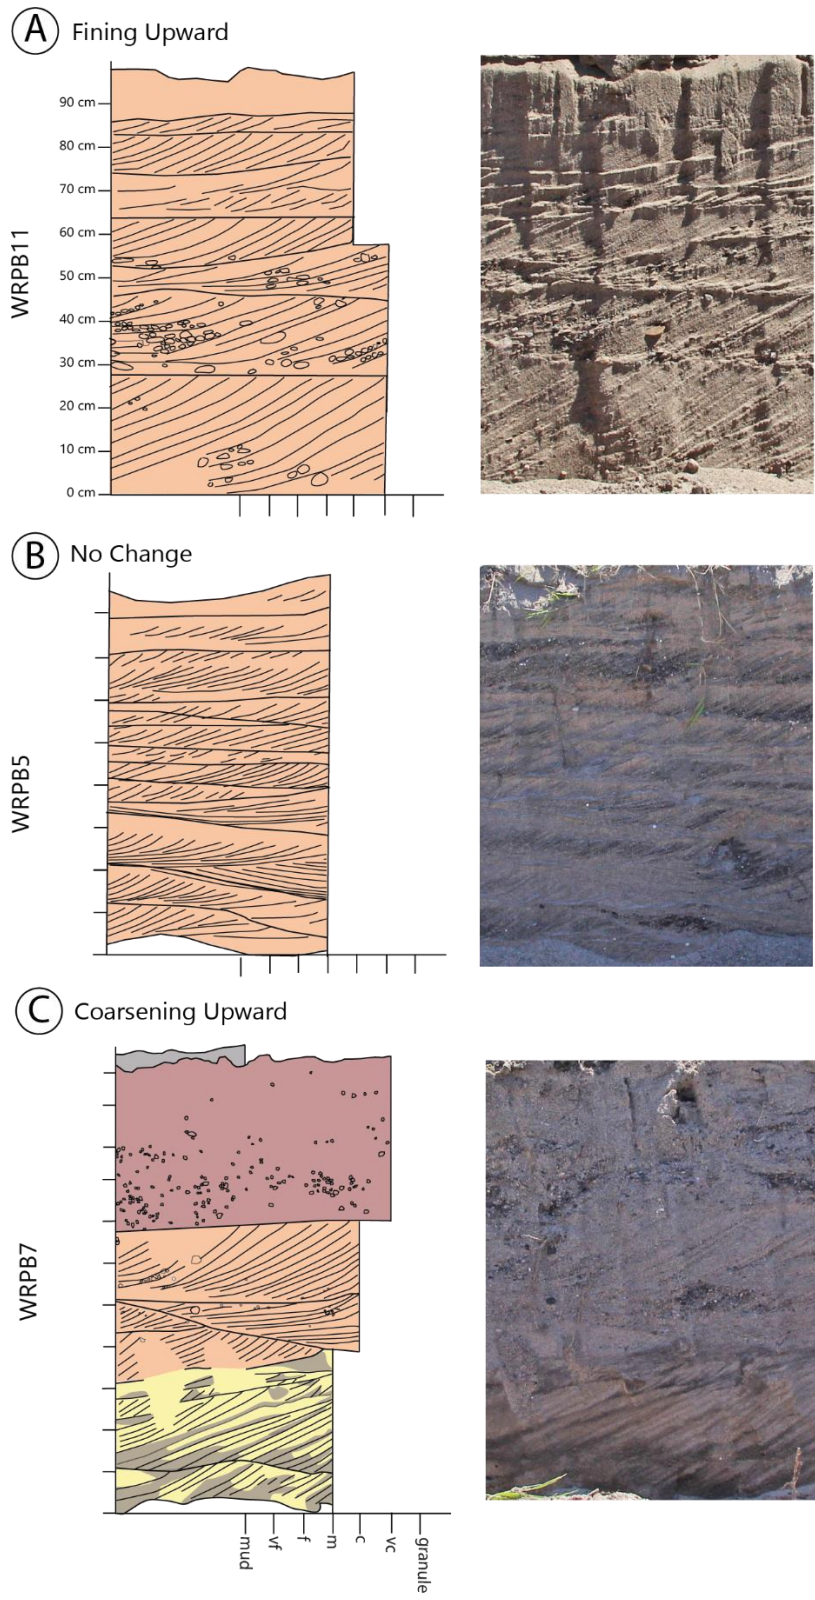 A Fining Upward
90 cm
80 cm
70 cm
60 cm
50 cm
40 cm
30 cm
20 cm
10 cm
0 cm
WRPB11
B No Change
WRPB5
C Coarsening Upward
WRPB7
mud
vf
f
m
c
vc
granule